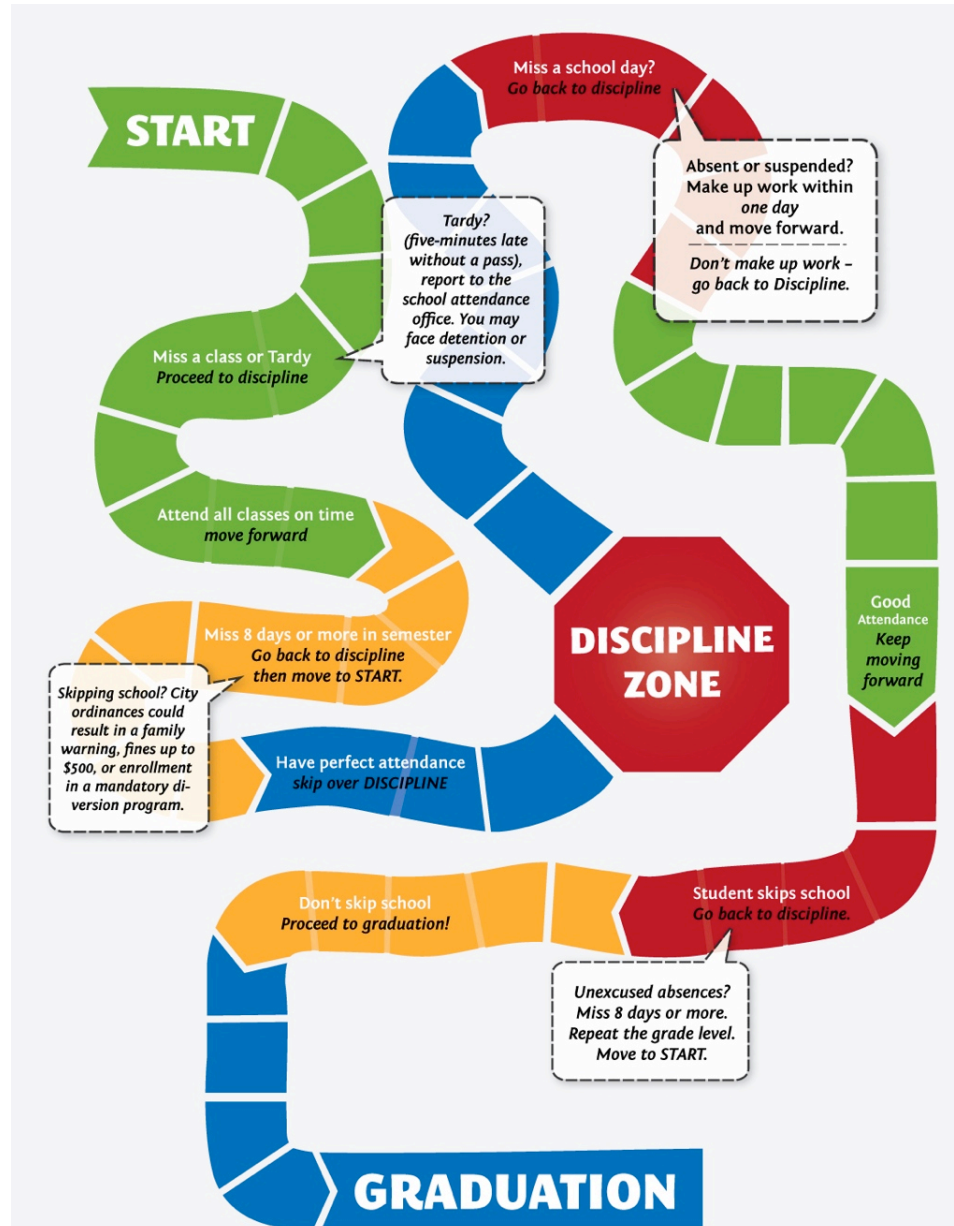 START
Miss a school day?
Go back to discipline
Absent or suspended?
Make up work within
one day
and move forward.
Don't make up work –
go back to Discipline.
Tardy?
(five-minutes late
without a pass),
report to the
school attendance
office. You may
face detention or
suspension.
Miss a class or Tardy
Proceed to discipline
Attend all classes on time
move forward
Miss 8 days or more in semester
Go back to discipline
then move to START.
Skipping school? City
ordinances could
result in a family
warning, fines up to
$500, or enrollment
in a mandatory di-
version program.
Have perfect attendance
skip over DISCIPLINE
DISCIPLINE
ZONE
Good
Attendance
Keep
moving
forward
Student skips school
Go back to discipline.
Unexcused absences?
Miss 8 days or more.
Repeat the grade level.
Move to START.
Don't skip school
Proceed to graduation!
GRADUATION